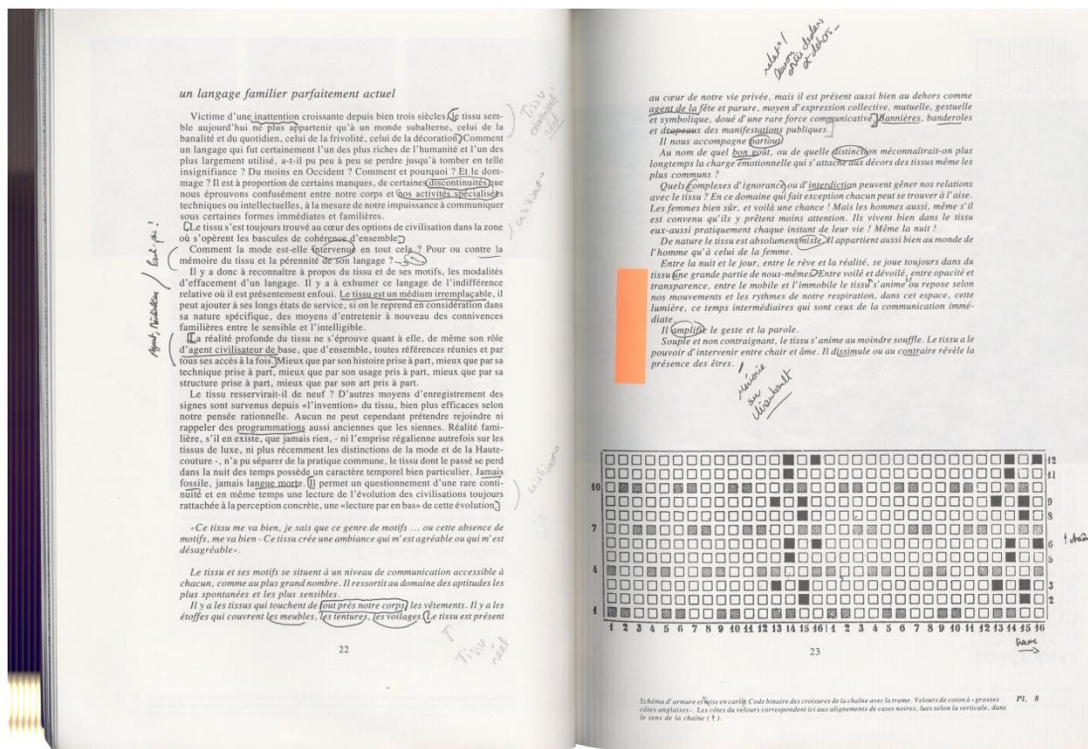 un langage familier parfaitement actuel
Victime d'une inattention croissante depuis bien trois siècles, le tissu sem-
ble aujourd'hui ne plus appartenir qu'à un monde subalterne, celui de la
banalité et du quotidien, celui de la frivolité, celui de la décoration. Comment
un langage qui fut certainement l'un des plus riches de l'humanité et l'un des
plus largement utilisé, a-t-il pu peu à peu se perdre jusqu'à tomber en telle
insignifiance ? Du moins en Occident ? Comment et pourquoi ? Et le dom-
mage ? Il est à proportion de certains manques, de certaines discontinuités que
nous éprouvons confusément entre notre corps et nos activités spécialisées
techniques ou intellectuelles, à la mesure de notre impuissance à communiquer
sous certaines formes immédiates et familières.
Le tissu s'est toujours trouvé au cœur des options de civilisation dans la zone
où s'opèrent les bascules de cohérence d'ensemble.
Comment la mode est-elle intervenue en tout cela ? Pour ou contre la
mémoire du tissu et la pérennité de son langage ?
Il y a donc à reconnaître à propos du tissu et de ses motifs, les modalités
d'effacement d'un langage. Il y a à exhumer ce langage de l'indifférence
relative où il est présentement enfoui. Le tissu est un médium irremplaçable, il
peut ajouter à ses longs états de service, si on le reprend en considération dans
sa nature spécifique, des moyens d'entretenir à nouveau des connivences
familières entre le sensible et l'intelligible.
La réalité profonde du tissu ne s'éprouve quant à elle, de même son rôle
d'agent civilisateur de base, que d'ensemble, toutes références réunies et par
tous ses accès à la fois. Mieux que par son histoire prise à part, mieux que par sa
technique prise à part, mieux que par son usage pris à part, mieux que par sa
structure prise à part, mieux que par son art pris à part.
Le tissu resservirait-il de neuf ? D'autres moyens d'enregistrement des
signes sont survenus depuis «l'invention» du tissu, bien plus efficaces selon
notre pensée rationnelle. Aucun ne peut cependant prétendre rejoindre ni
rappeler des programmations aussi anciennes que les siennes. Réalité fami-
lière, s'il en existe, que jamais rien, - ni l'emprise régalienne autrefois sur les
tissus de luxe, ni plus récemment les distinctions de la mode et de la Haute-
couture -, n'a pu séparer de la pratique commune, le tissu dont le passé se perd
dans la nuit des temps possède un caractère temporel bien particulier. Jamais
fossile, jamais langue morte. Il permet un questionnement d'une rare conti-
nuité et en même temps une lecture de l'évolution des civilisations toujours
rattachée à la perception concrète, une «lecture par en bas» de cette évolution.
«Ce tissu me va bien, je sais que ce genre de motifs ... ou cette absence de
motifs, me va bien - Ce tissu crée une ambiance qui m'est agréable ou qui m'est
désagréable».
Le tissu et ses motifs se situent à un niveau de communication accessible à
chacun, comme au plus grand nombre. Il ressortit au domaine des aptitudes les
plus spontanées et les plus sensibles.
Il y a les tissus qui touchent de tout près notre corps, les vêtements. Il y a les
étoffes qui couvrent les meubles, les tentures, les voilages. Le tissu est présent
Tissu
réel
22
au cœur de notre vie privée, mais il est présent aussi bien au dehors comme
agent de la fête et parure, moyen d'expression collective, mutuelle, gestuelle
et symbolique, doué d'une rare force communicative. Bannières, banderoles
et drapeaux des manifestations publiques.
Il nous accompagne partout.
Au nom de quel bon goût, ou de quelle distinction méconnaîtrait-on plus
longtemps la charge émotionnelle qui s'attache aux décors des tissus même les
plus communs ?
Quels complexes d'ignorance ou d'interdiction peuvent gêner nos relations
avec le tissu ? En ce domaine qui fait exception chacun peut se trouver à l'aise.
Les femmes bien sûr, et voilà une chance ! Mais les hommes aussi, même s'il
est convenu qu'ils y prêtent moins attention. Ils vivent bien dans le tissu
eux-aussi pratiquement chaque instant de leur vie ! Même la nuit !
De nature le tissu est absolument mixte. Il appartient aussi bien au monde de
l'homme qu'à celui de la femme.
Entre la nuit et le jour, entre le rêve et la réalité, se joue toujours dans du
tissu une grande partie de nous-mêmes. Entre voilé et dévoilé, entre opacité et
transparence, entre le mobile et l'immobile le tissu s'anime ou repose selon
nos mouvements et les rythmes de notre respiration, dans cet espace, cette
lumière, ce temps intermédiaires qui sont ceux de la communication immé-
diate.
Il amplifie le geste et la parole.
Souple et non contraignant, le tissu s'anime au moindre souffle. Le tissu a le
pouvoir d'intervenir entre chair et âme. Il dissimule ou au contraire révèle la
présence des êtres.
12
11
10
9
8
7
6
5
4
3
2
1
1 2 3 4 5 6 7 8 9 10 11 12 13 14 15 16 1 2 3 4 5 6 7 8 9 10 11 12 13 14 15 16
trame
23
Schéma d'armure et mise en carte. Code binaire des croisures de la chaîne avec la trame. Velours de coton à «grosses
côtes anglaises». Les côtes du velours correspondent ici aux alignements de cases noires, lues selon la verticale, dans
le sens de la chaîne (↑).
Pl. 8